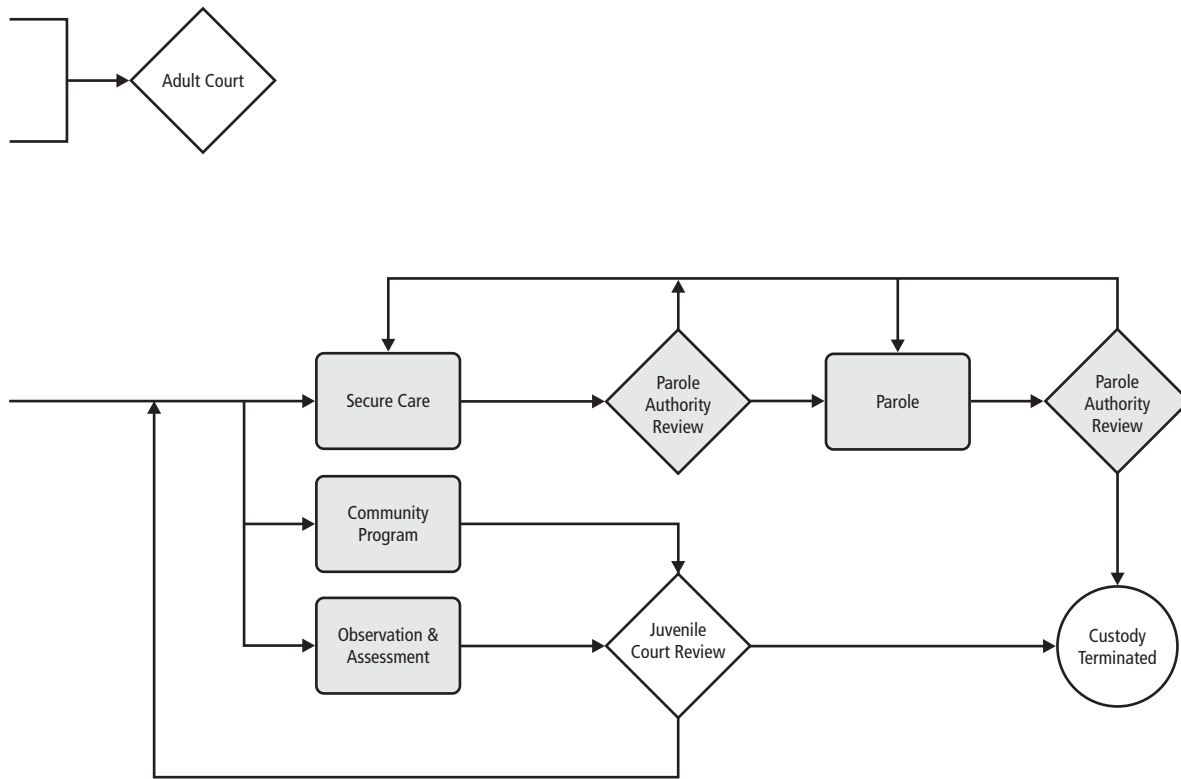 Adult Court
Secure Care
Parole
Authority
Review
Parole
Parole
Authority
Review
Community
Program
Observation &
Assessment
Juvenile
Court Review
Custody
Terminated